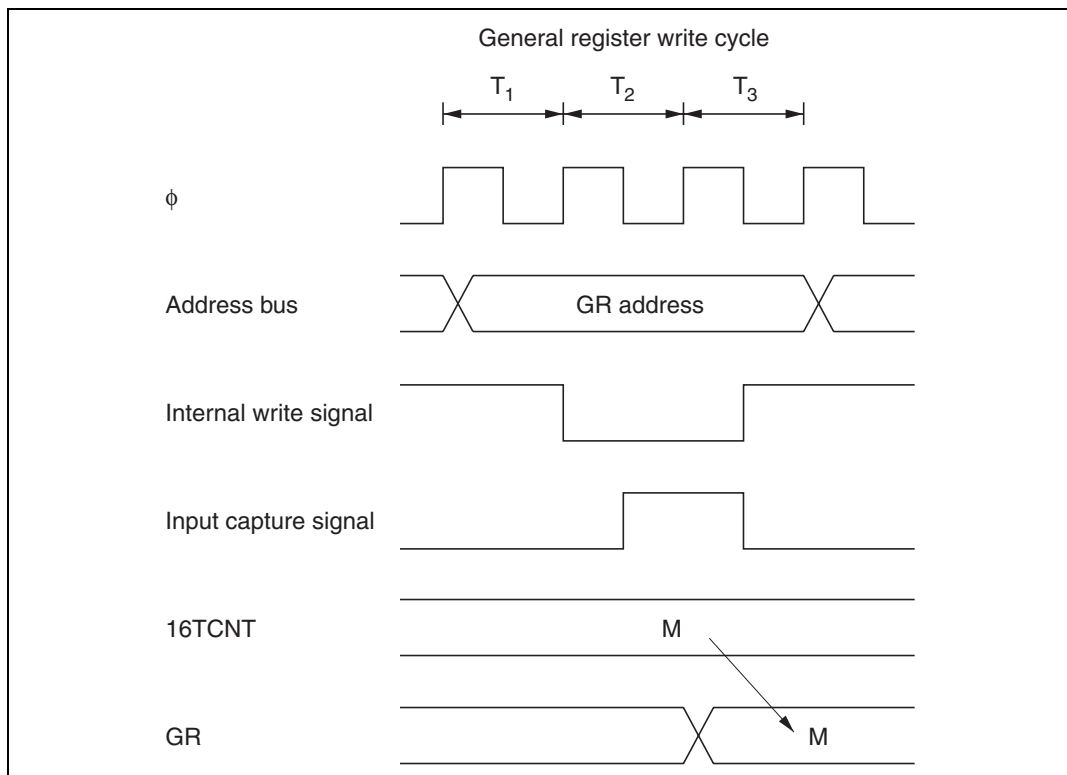 General register write cycle
T1 T2 T3
φ
Address bus GR address
Internal write signal
Input capture signal
16TCNT M
GR M